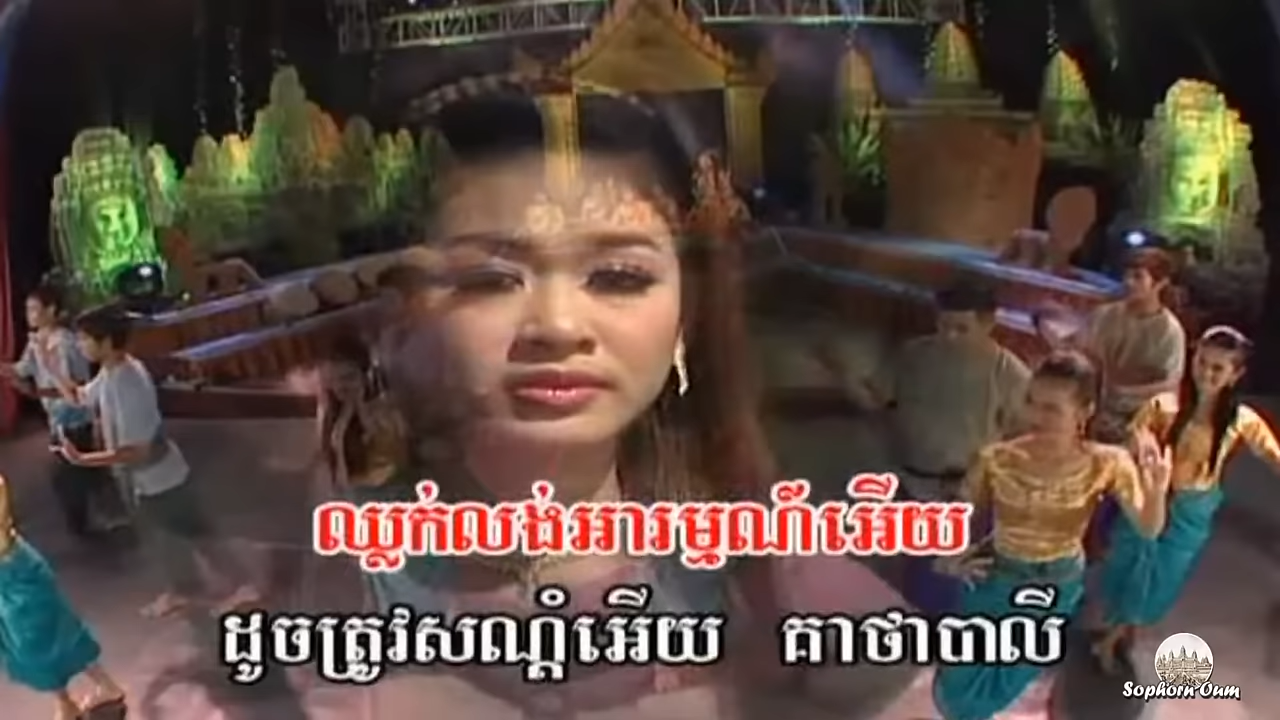 ឈ្លក់លង់អារម្មណ៍អើយ
ដូចត្រូវសណ្ដំអើយ គាថាបាលី
Sophorn Oum